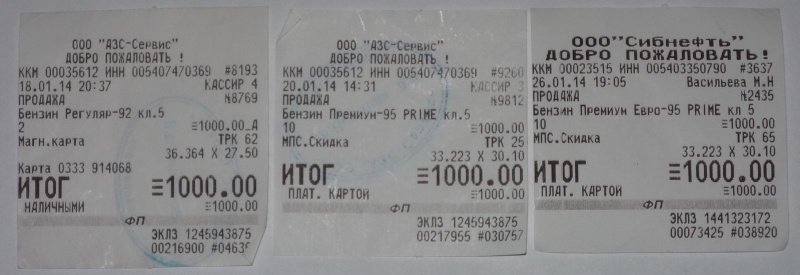 ООО "АЗС-Сервис"
ДОБРО ПОЖАЛОВАТЬ !
ККМ 00035612 ИНН 005407470369 #8193
18.01.14 20:37 КАССИР 4
ПРОДАЖА №8769
Бензин Регуляр-92 кл.5
2 ≡1000.00_А
Магн.карта ТРК 62
36.364 X 27.50
Карта 0333 914068
ИТОГ ≡1000.00
НАЛИЧНЫМИ ≡1000.00
ФП
ЭКЛЗ 1245943875
00216900
ООО "АЗС-Сервис"
ДОБРО ПОЖАЛОВАТЬ !
ККМ 00035612 ИНН 005407470369 #9260
20.01.14 14:31 КАССИР 3
ПРОДАЖА №9812
Бензин Премиум-95 PRIME кл.5
10 ≡1000.00
МПС.Скидка ТРК 25
33.223 X 30.10
ИТОГ ≡1000.00
ПЛАТ. КАРТОЙ ≡1000.00
ФП
ЭКЛЗ 1245943875
00217955 #030757
ООО"Сибнефть"
ДОБРО ПОЖАЛОВАТЬ!
ККМ 00023515 ИНН 005403350790 #3637
26.01.14 19:05 Васильева М.Н
ПРОДАЖА №2435
Бензин Премиум Евро-95 PRIME кл 5
10 ≡1000.00
МПС.Скидка ТРК 65
33.223 X 30.10
ИТОГ ≡1000.00
ПЛАТ. КАРТОЙ ≡1000.00
ФП
ЭКЛЗ 1441323172
00073425 #038920